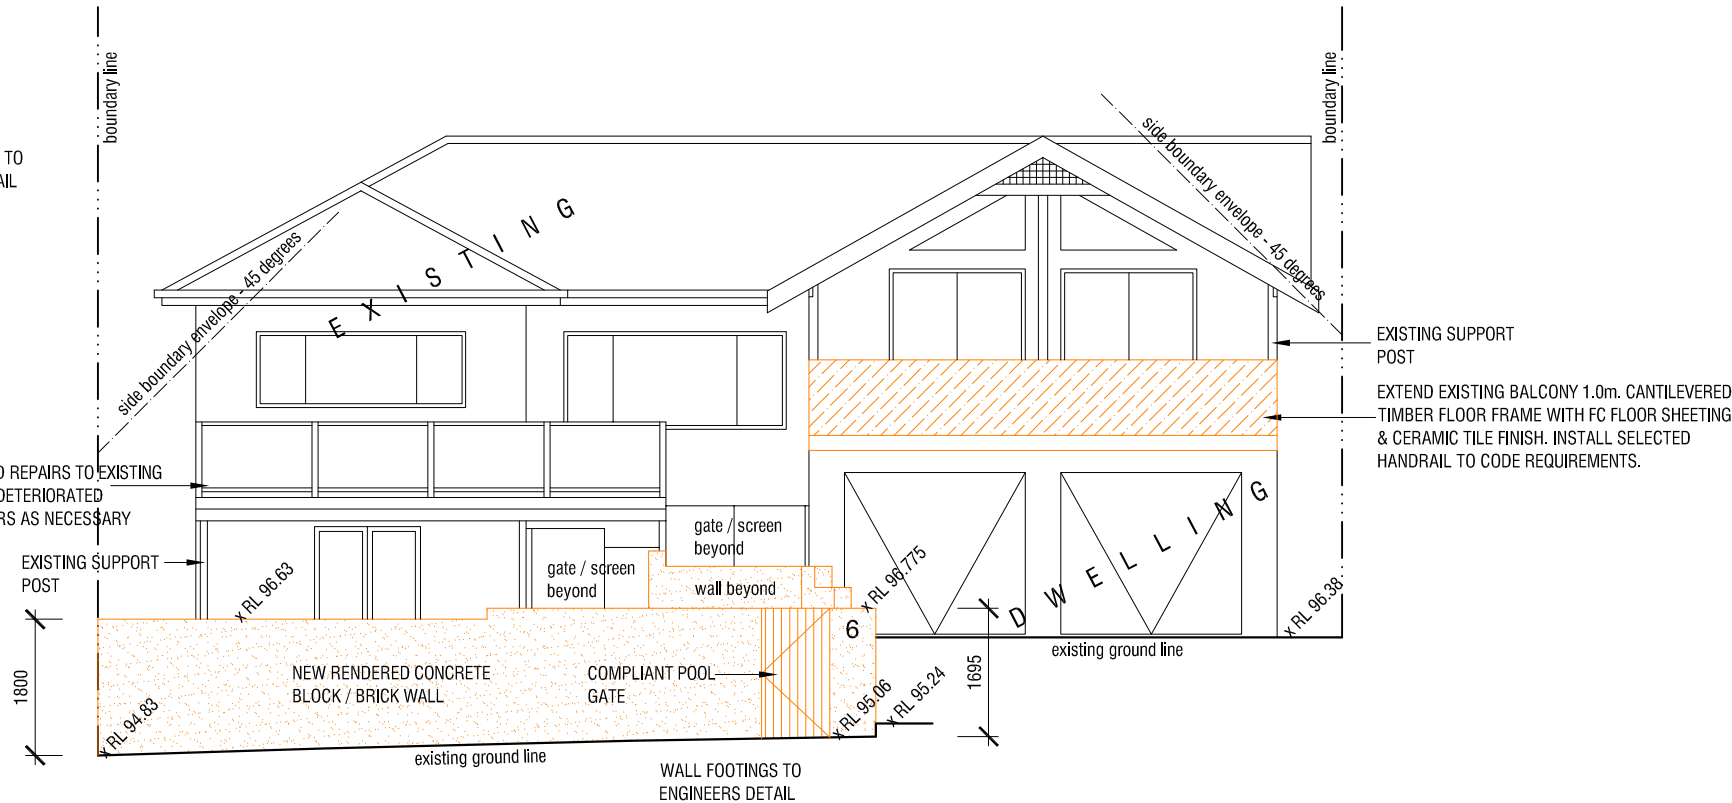 boundary line
boundary line
TO
side boundary envelope - 45 degrees
side boundary envelope - 45 degrees
EXISTING
EXISTING SUPPORT
POST
EXTEND EXISTING BALCONY 1.0m. CANTILEVERED
TIMBER FLOOR FRAME WITH FC FLOOR SHEETING
& CERAMIC TILE FINISH. INSTALL SELECTED
HANDRAIL TO CODE REQUIREMENTS.
REPAIRS TO EXISTING
DETERIORATED
AS NECESSARY
EXISTING SUPPORT
POST
gate / screen
beyond
gate / screen
beyond
wall beyond
x RL 96.63
x RL 96.775
DWELLING
x RL 96.38
existing ground line
6
1800
1695
NEW RENDERED CONCRETE
BLOCK / BRICK WALL
COMPLIANT POOL
GATE
x RL 94.83
x RL 95.06
x RL 95.24
existing ground line
WALL FOOTINGS TO
ENGINEERS DETAIL